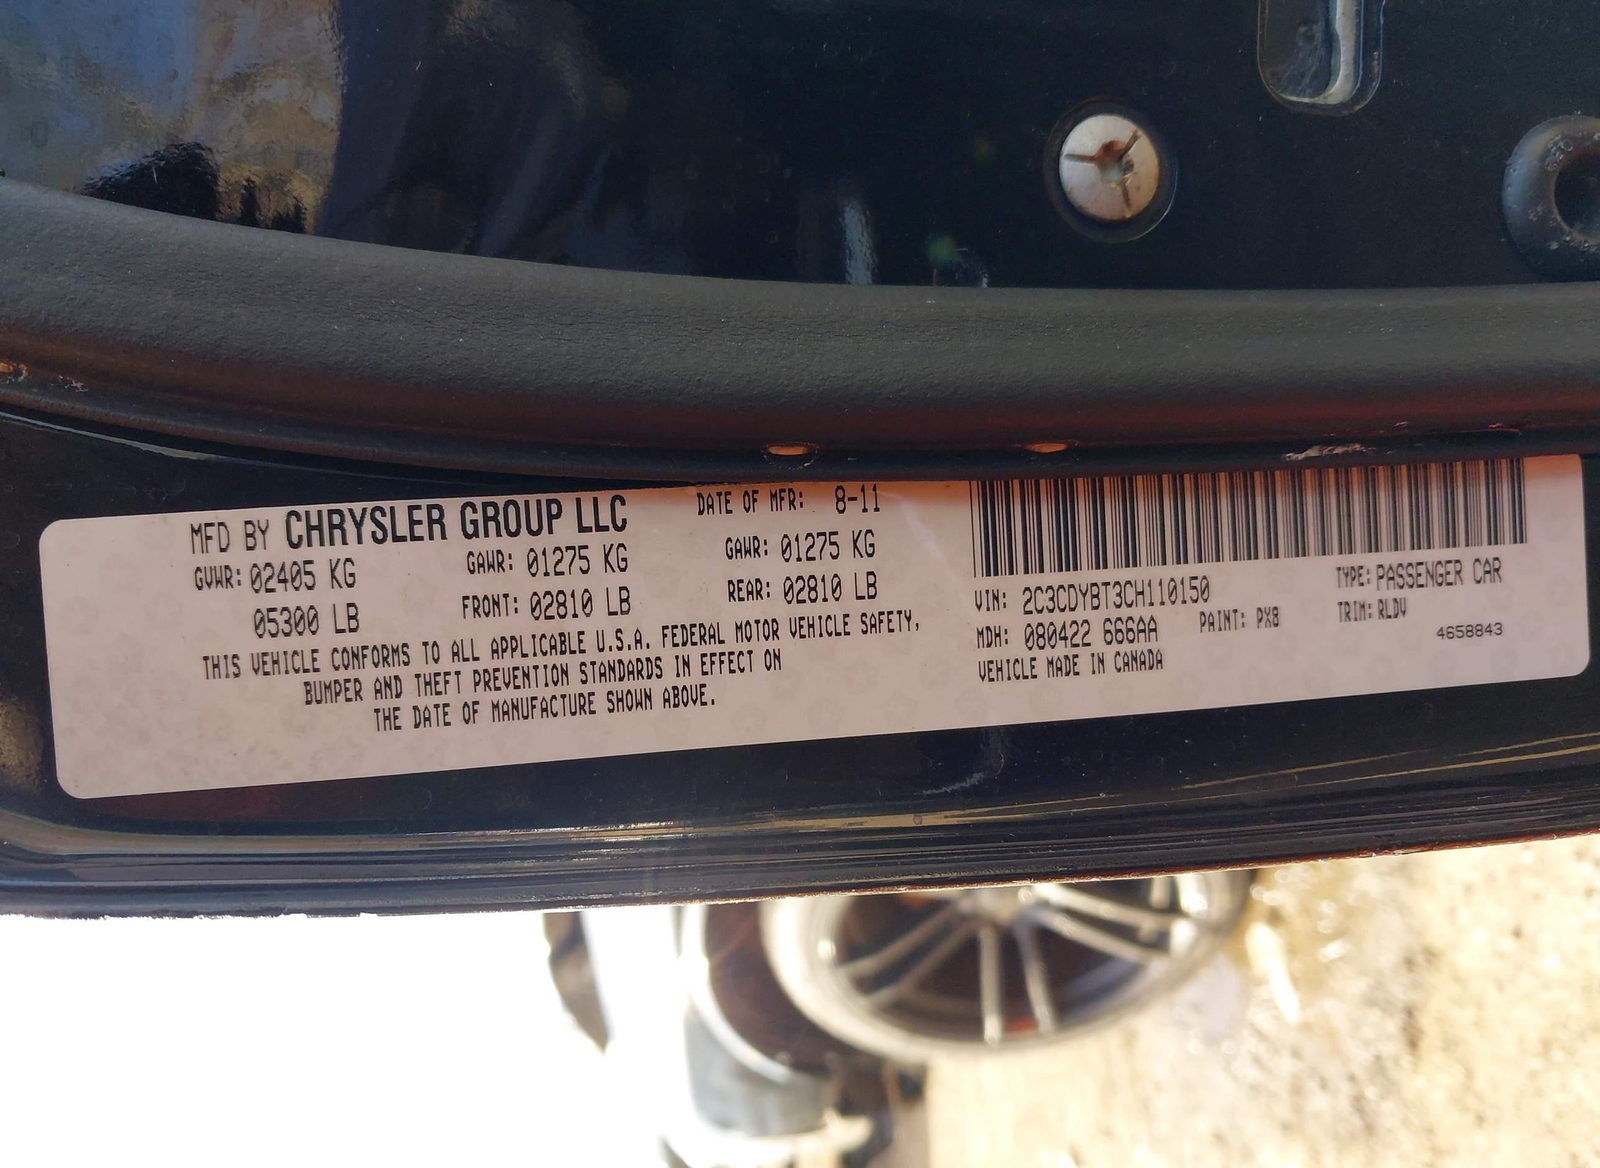 MFD BY CHRYSLER GROUP LLC DATE OF MFR: 8-11
GVWR: 02405 KG GAWR: 01275 KG GAWR: 01275 KG
05300 LB FRONT: 02810 LB REAR: 02810 LB
THIS VEHICLE CONFORMS TO ALL APPLICABLE U.S.A. FEDERAL MOTOR VEHICLE SAFETY,
BUMPER AND THEFT PREVENTION STANDARDS IN EFFECT ON
THE DATE OF MANUFACTURE SHOWN ABOVE.
VIN: 2C3CDYBT3CH110150 TYPE: PASSENGER CAR
MDH: 080422 666AA PAINT: PX8 TRIM: RLDV
VEHICLE MADE IN CANADA 4658843